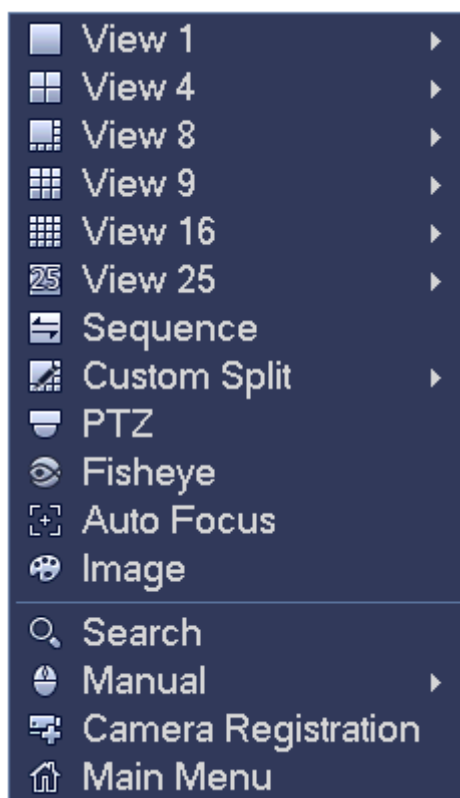 View 1
View 4
View 8
View 9
View 16
25 View 25
Sequence
Custom Split
PTZ
Fisheye
Auto Focus
Image
Search
Manual
Camera Registration
Main Menu